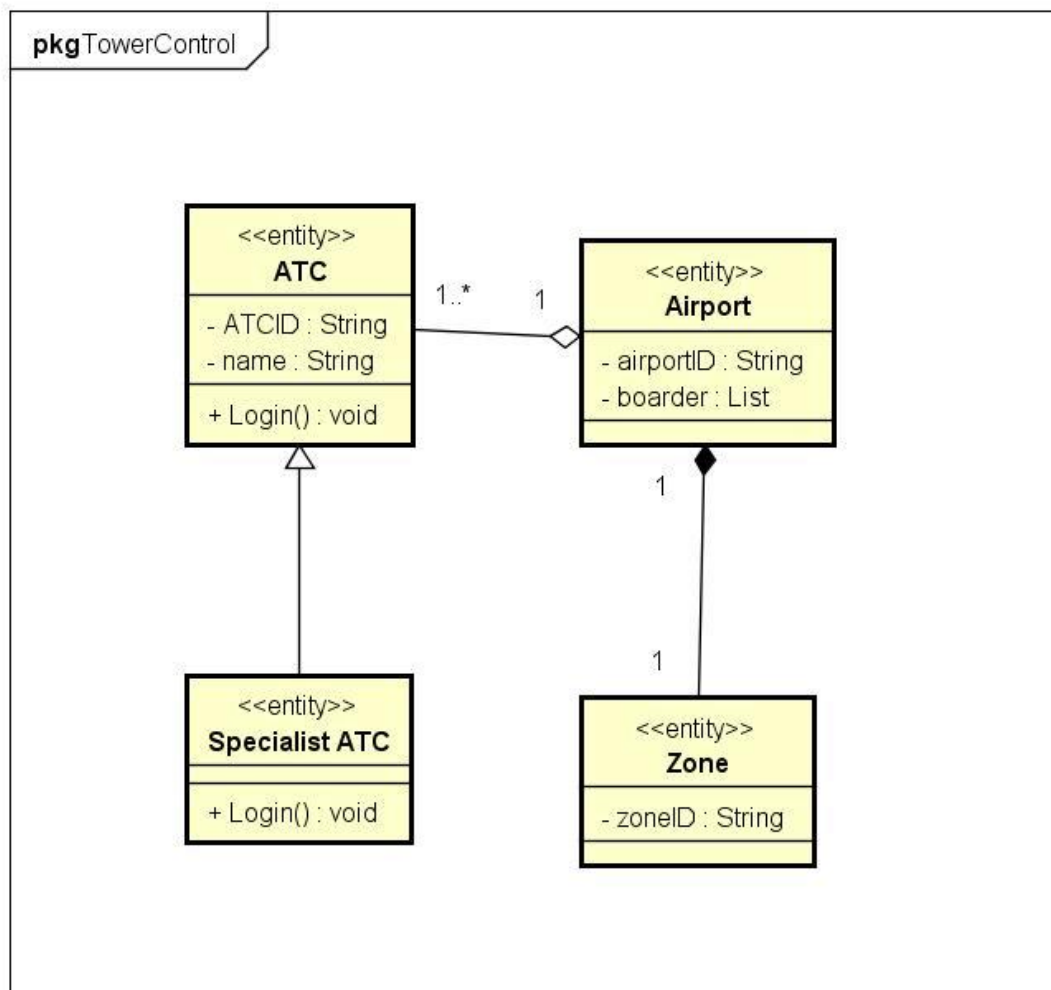 pkgTowerControl
<<entity>>
ATC
- ATCID : String
- name : String
+ Login() : void
1..*
1
<<entity>>
Airport
- airportID : String
- boarder : List
1
1
<<entity>>
Specialist ATC
+ Login() : void
<<entity>>
Zone
- zoneID : String